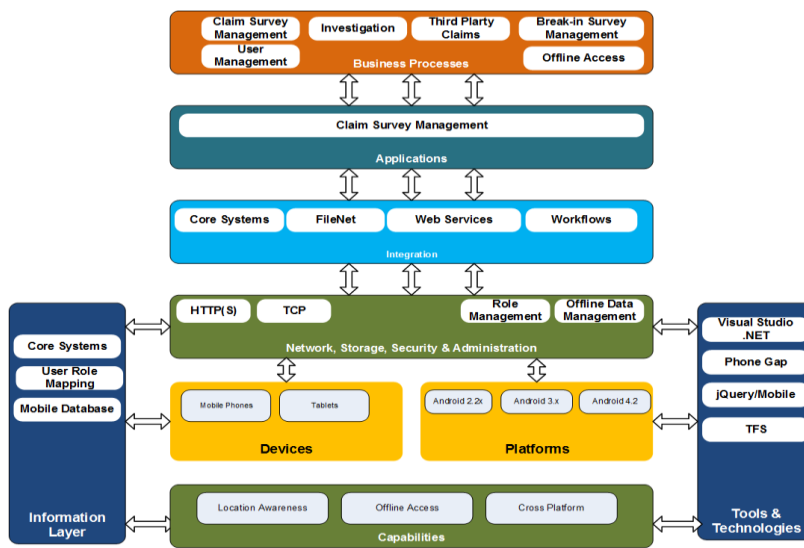 Claim Survey
Management
Investigation
Third Party
Claims
Break-in Survey
Management
User
Management
Offline Access
Business Processes
Claim Survey Management
Applications
Core Systems
FileNet
Web Services
Workflows
Integration
HTTP(S)
TCP
Role
Management
Offline Data
Management
Network, Storage, Security & Administration
Core Systems
User Role
Mapping
Mobile Database
Information
Layer
Mobile Phones
Tablets
Devices
Android 2.2x
Android 3.x
Android 4.2
Platforms
Visual Studio
.NET
Phone Gap
jQuery/Mobile
TFS
Tools &
Technologies
Location Awareness
Offline Access
Cross Platform
Capabilities